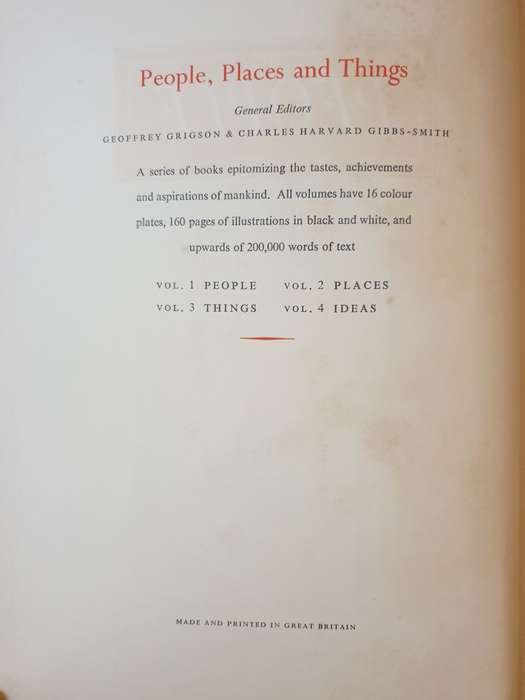 People, Places and Things
General Editors
GEOFFREY GRIGSON & CHARLES HARVARD GIBBS-SMITH
A series of books epitomizing the tastes, achievements
and aspirations of mankind. All volumes have 16 colour
plates, 160 pages of illustrations in black and white, and
upwards of 200,000 words of text
VOL. 1 PEOPLE VOL. 2 PLACES
VOL. 3 THINGS VOL. 4 IDEAS
MADE AND PRINTED IN GREAT BRITAIN